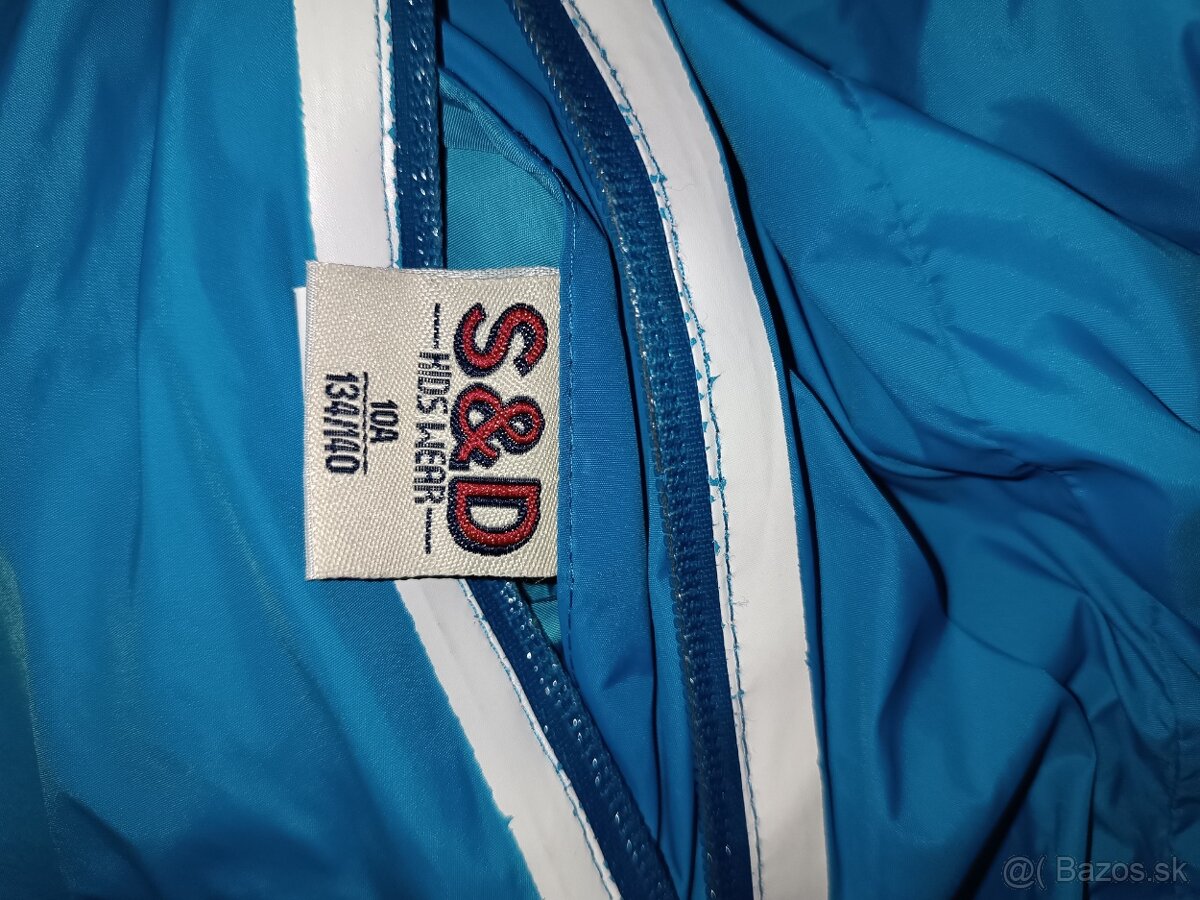 S&D
KIDS WEAR
10A
134/140
@( Bazos.sk